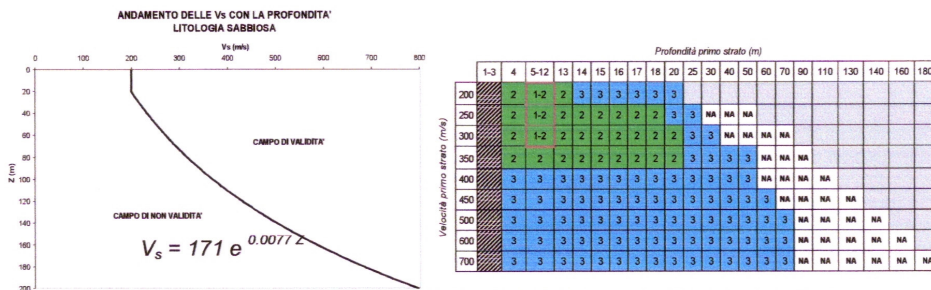 ANDAMENTO DELLE Vs CON LA PROFONDITA'
LITOLOGIA SABBIOSA
Vs (m/s)
0 100 200 300 400 500 600 700 800
0
20
40
60
80
100
120
140
160
180
200
Z (m)
CAMPO DI VALIDITA'
CAMPO DI NON VALIDITA'
Vs = 171 e 0.0077 Z
Profondità primo strato (m)
1-3 4 5-12 13 14 15 16 17 18 20 25 30 40 50 60 70 90 110 130 140 160 180
Velocità primo strato (m/s)
200 2 1-2 2 3 3 3 3 3 3
250 2 1-2 2 2 2 2 2 2 3 3 NA NA NA
300 2 1-2 2 2 2 2 2 2 2 3 3 NA NA NA NA
350 2 2 2 2 2 2 2 2 2 3 3 3 3 NA NA NA
400 3 3 3 3 3 3 3 3 3 3 3 3 3 NA NA NA NA
450 3 3 3 3 3 3 3 3 3 3 3 3 3 3 NA NA NA NA
500 3 3 3 3 3 3 3 3 3 3 3 3 3 3 3 NA NA NA NA
600 3 3 3 3 3 3 3 3 3 3 3 3 3 3 3 NA NA NA NA NA
700 3 3 3 3 3 3 3 3 3 3 3 3 3 3 3 NA NA NA NA NA NA